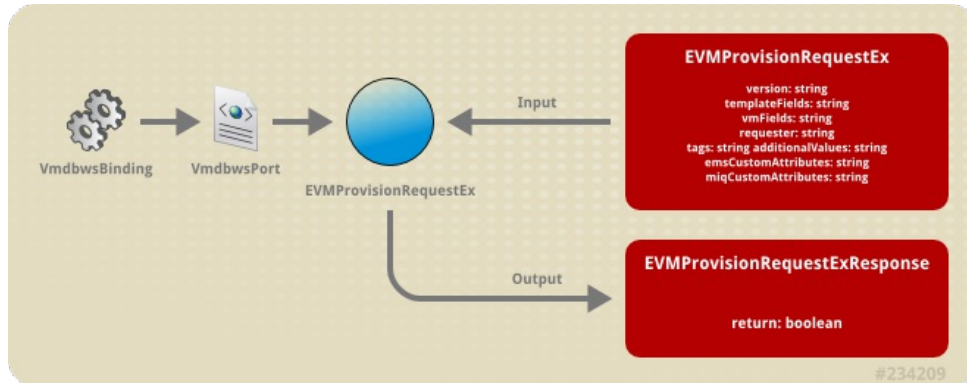 EVMProvisionRequestEx
version: string
templateFields: string
vmFields: string
requester: string
tags: string additionalValues: string
emsCustomAttributes: string
miqCustomAttributes: string
Input
VmdbwsBinding
VmdbwsPort
EVMProvisionRequestEx
Output
EVMProvisionRequestExResponse
return: boolean
#234209